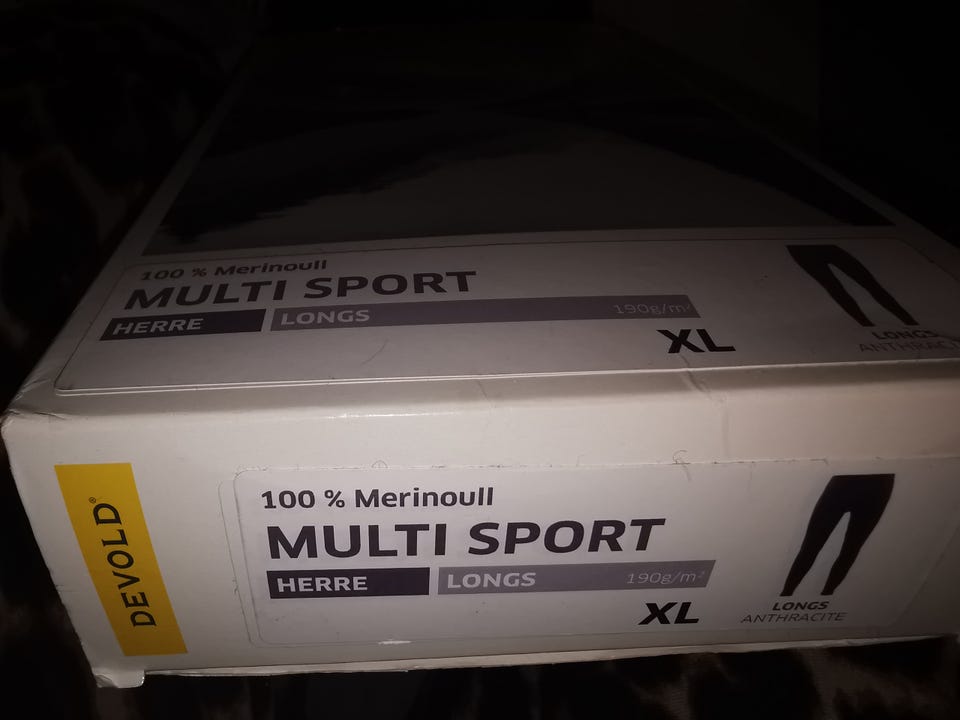 100 % Merinoull
MULTI SPORT
HERRE LONGS 190g/m²
XL
LONGS
ANTHRACITE
DEVOLD®
100 % Merinoull
MULTI SPORT
HERRE LONGS 190g/m²
XL
LONGS
ANTHRACITE